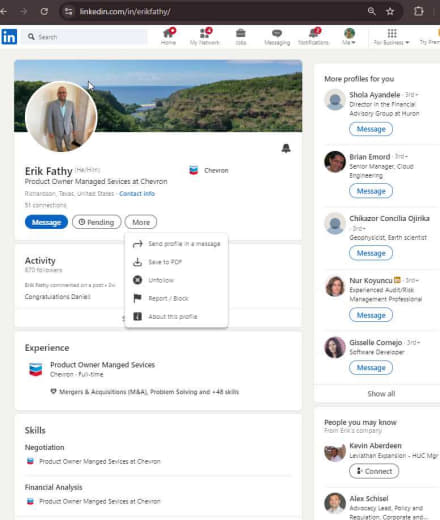 linkedin.com/in/erikfathy/
in
Search
Home
My Network
Jobs
Messaging
Notifications
Me
For Business
Try Prem
Erik Fathy (He/Him)
Chevron
Product Owner Managed Sevices at Chevron
Richardson, Texas, United States · Contact info
51 connections
Message
Pending
More
Send profile in a message
Save to PDF
Unfollow
Report / Block
About this profile
Activity
870 followers
Erik Fathy commented on a post •
Congratulations Daniel!
Experience
Product Owner Manged Sevices
Chevron · Full-time
Mergers & Acquisitions (M&A), Problem Solving and +48 skills
Skills
Negotiation
Product Owner Manged Sevices at Chevron
Financial Analysis
Product Owner Manged Sevices at Chevron
More profiles for you
Shola Ayandele · 3rd+
Director in the Financial
Advisory Group at Huron
Message
Brian Emord · 3rd+
Senior Manager, Cloud
Engineering
Message
Chikazor Concilia Ojirika
· 3rd+
Geophysicist, Earth scientist
Message
Nur Koyuncu in · 3rd+
Experienced Audit/Risk
Management Professional
Message
Gisselle Cornejo · 3rd+
Software Developer
Message
Show all
People you may know
From Erik's company
Kevin Aberdeen
Leviathan Expansion - HUC Mgr
Connect
Alex Schisel
Advocacy Lead, Policy and
Regulation, Corporate and...